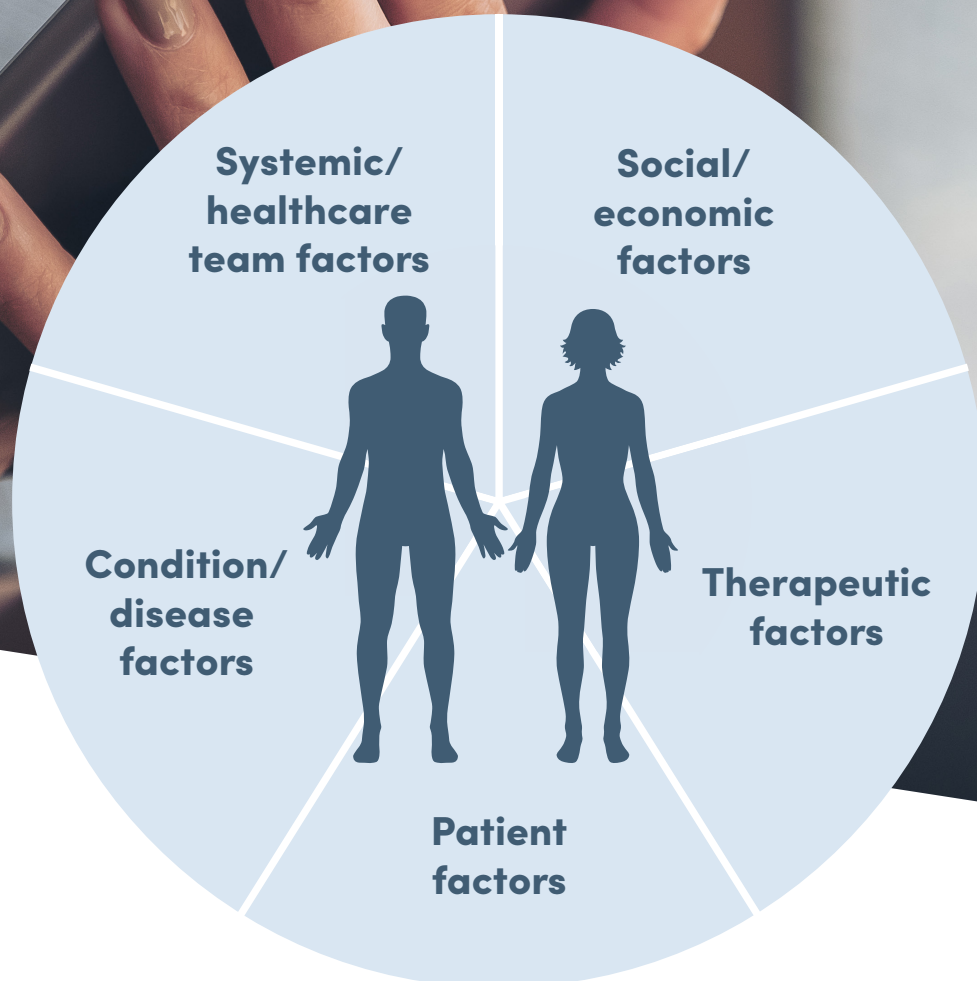 Systemic/
healthcare
team factors
Social/
economic
factors
Condition/
disease
factors
Therapeutic
factors
Patient
factors